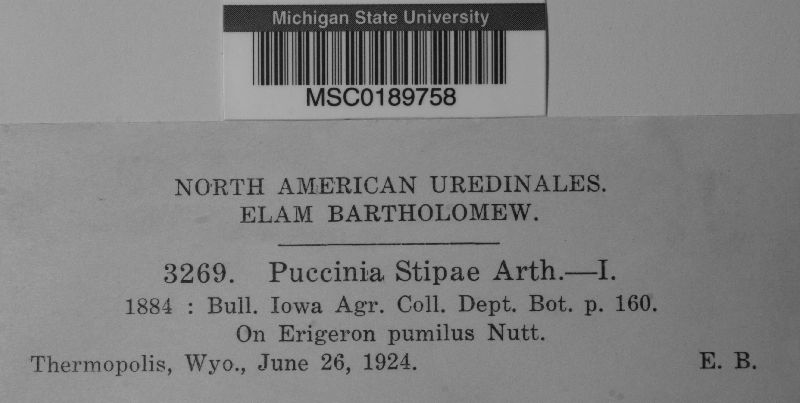 Michigan State University
MSC0189758
NORTH AMERICAN UREDINALES.
ELAM BARTHOLOMEW.
3269. Puccinia Stipae Arth.—I.
1884 : Bull. Iowa Agr. Coll. Dept. Bot. p. 160.
On Erigeron pumilus Nutt.
Thermopolis, Wyo., June 26, 1924. E. B.